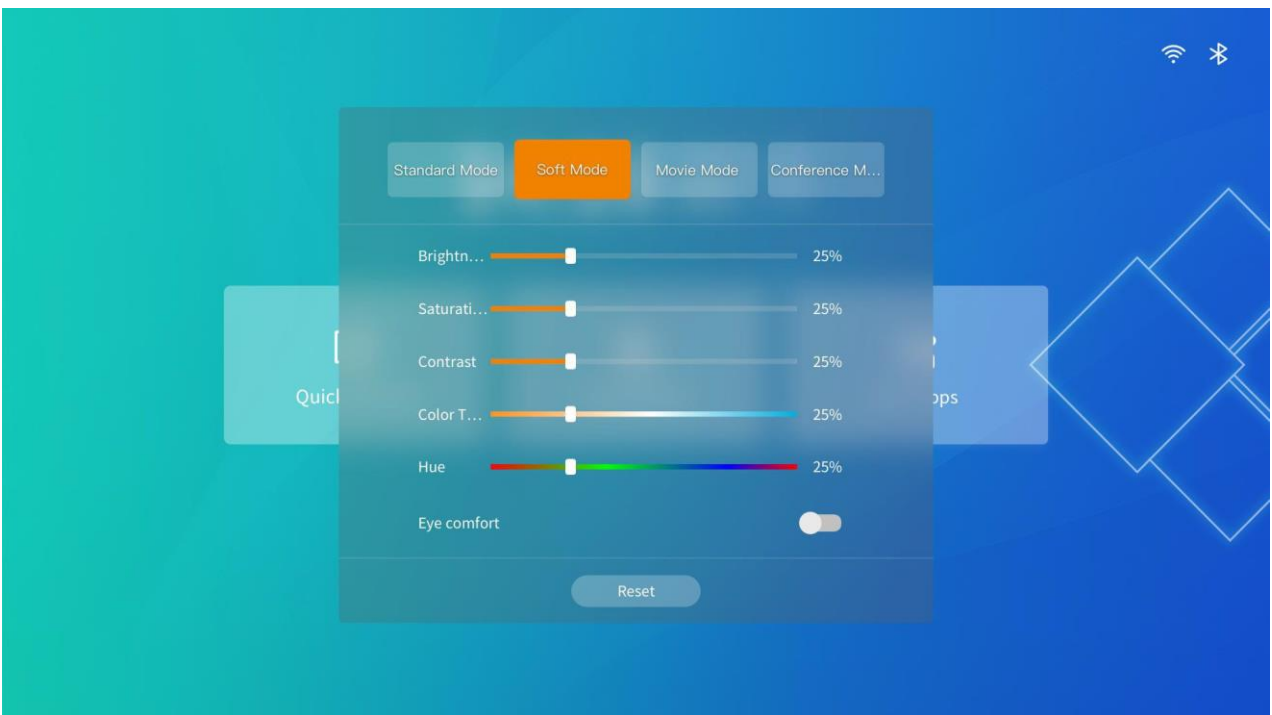 Standard Mode
Soft Mode
Movie Mode
Conference M...
Brightn... 25%
Saturati... 25%
Contrast 25%
Color T... 25%
Hue 25%
Eye comfort
Reset